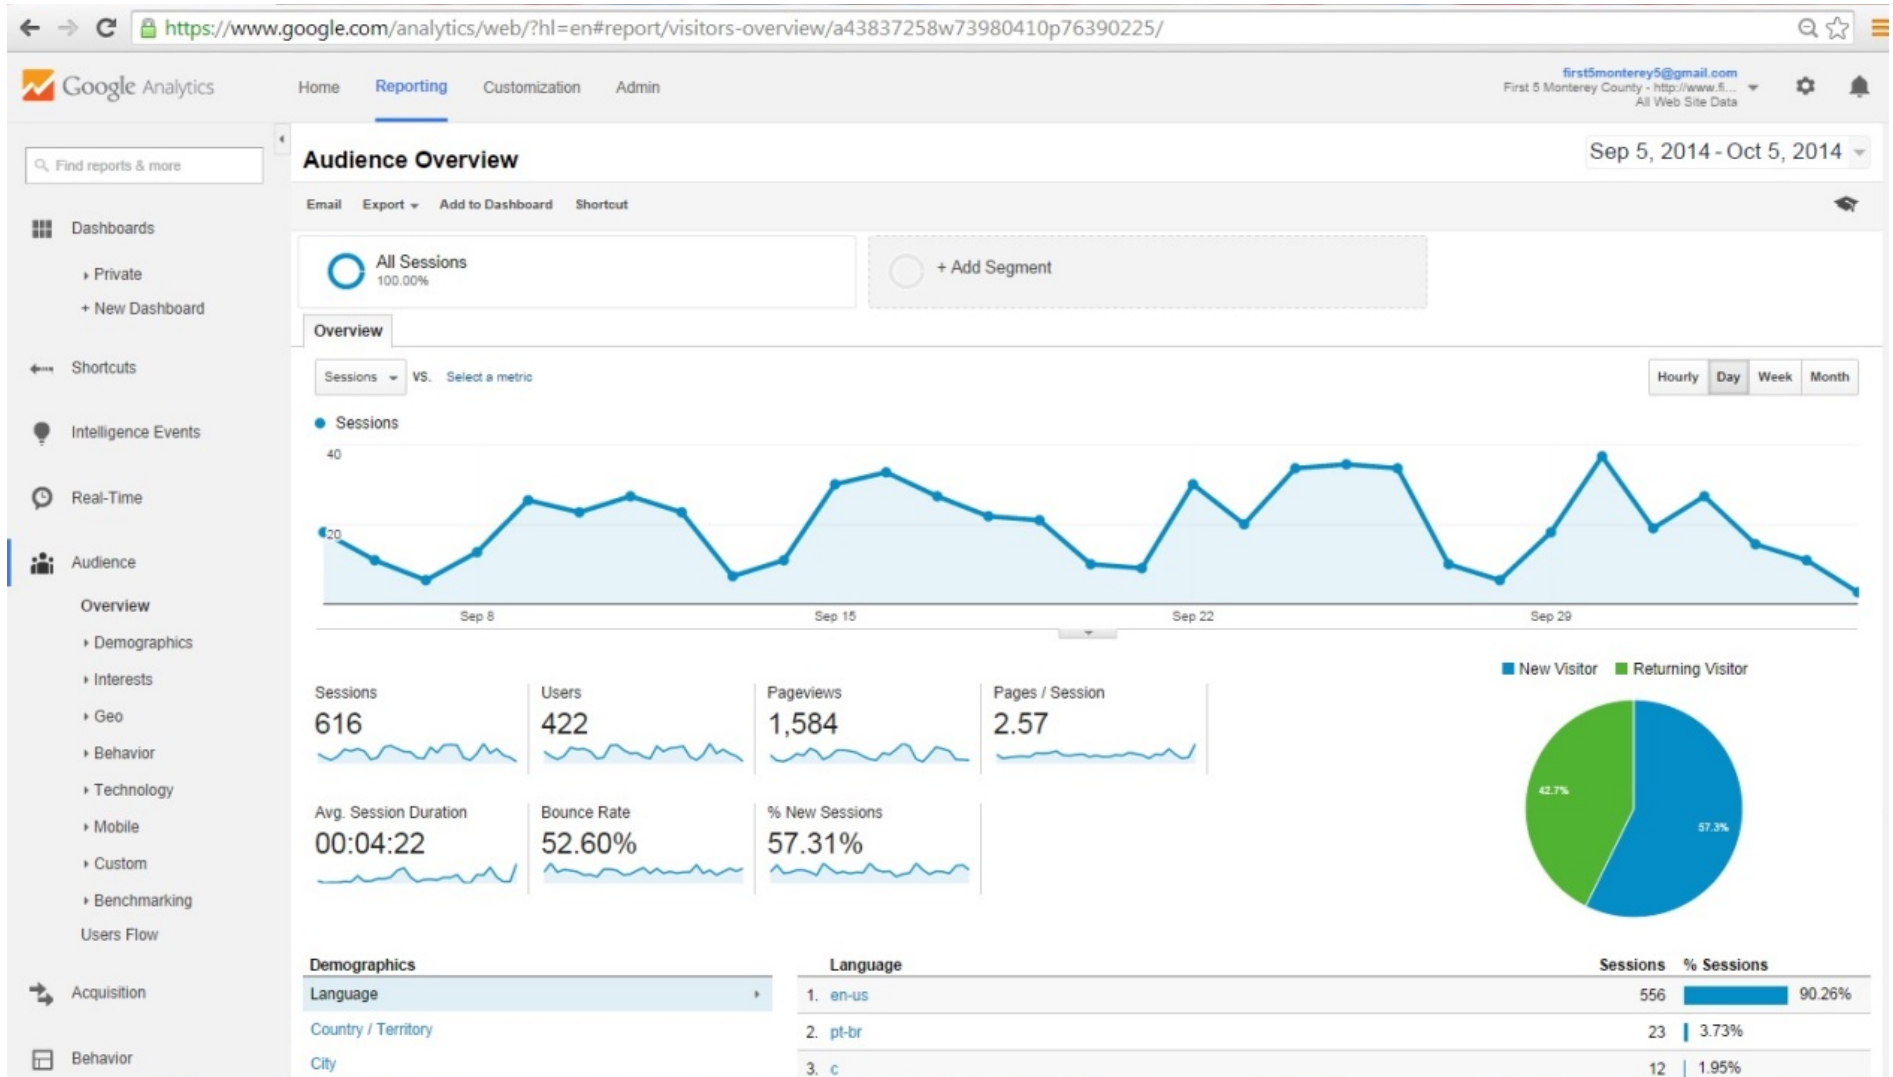 https://www.google.com/analytics/web/?hl=en#report/visitors-overview/a43837258w73980410p76390225/
Google Analytics
Home Reporting Customization Admin
first5monterey5@gmail.com
First 5 Monterey County - http://www.fi...
All Web Site Data
Find reports & more
Dashboards
Private
+ New Dashboard
Shortcuts
Intelligence Events
Real-Time
Audience
Overview
Demographics
Interests
Geo
Behavior
Technology
Mobile
Custom
Benchmarking
Users Flow
Acquisition
Behavior
Audience Overview
Sep 5, 2014 - Oct 5, 2014
Email Export Add to Dashboard Shortcut
All Sessions
100.00%
+ Add Segment
Overview
Sessions VS. Select a metric
Hourly Day Week Month
Sessions
40
20
Sep 8 Sep 15 Sep 22 Sep 29
New Visitor Returning Visitor
42.7%
57.3%
Sessions
616
Users
422
Pageviews
1,584
Pages / Session
2.57
Avg. Session Duration
00:04:22
Bounce Rate
52.60%
% New Sessions
57.31%
Demographics
Language
Country / Territory
City
Language Sessions % Sessions
1. en-us 556 90.26%
2. pt-br 23 3.73%
3. c 12 1.95%